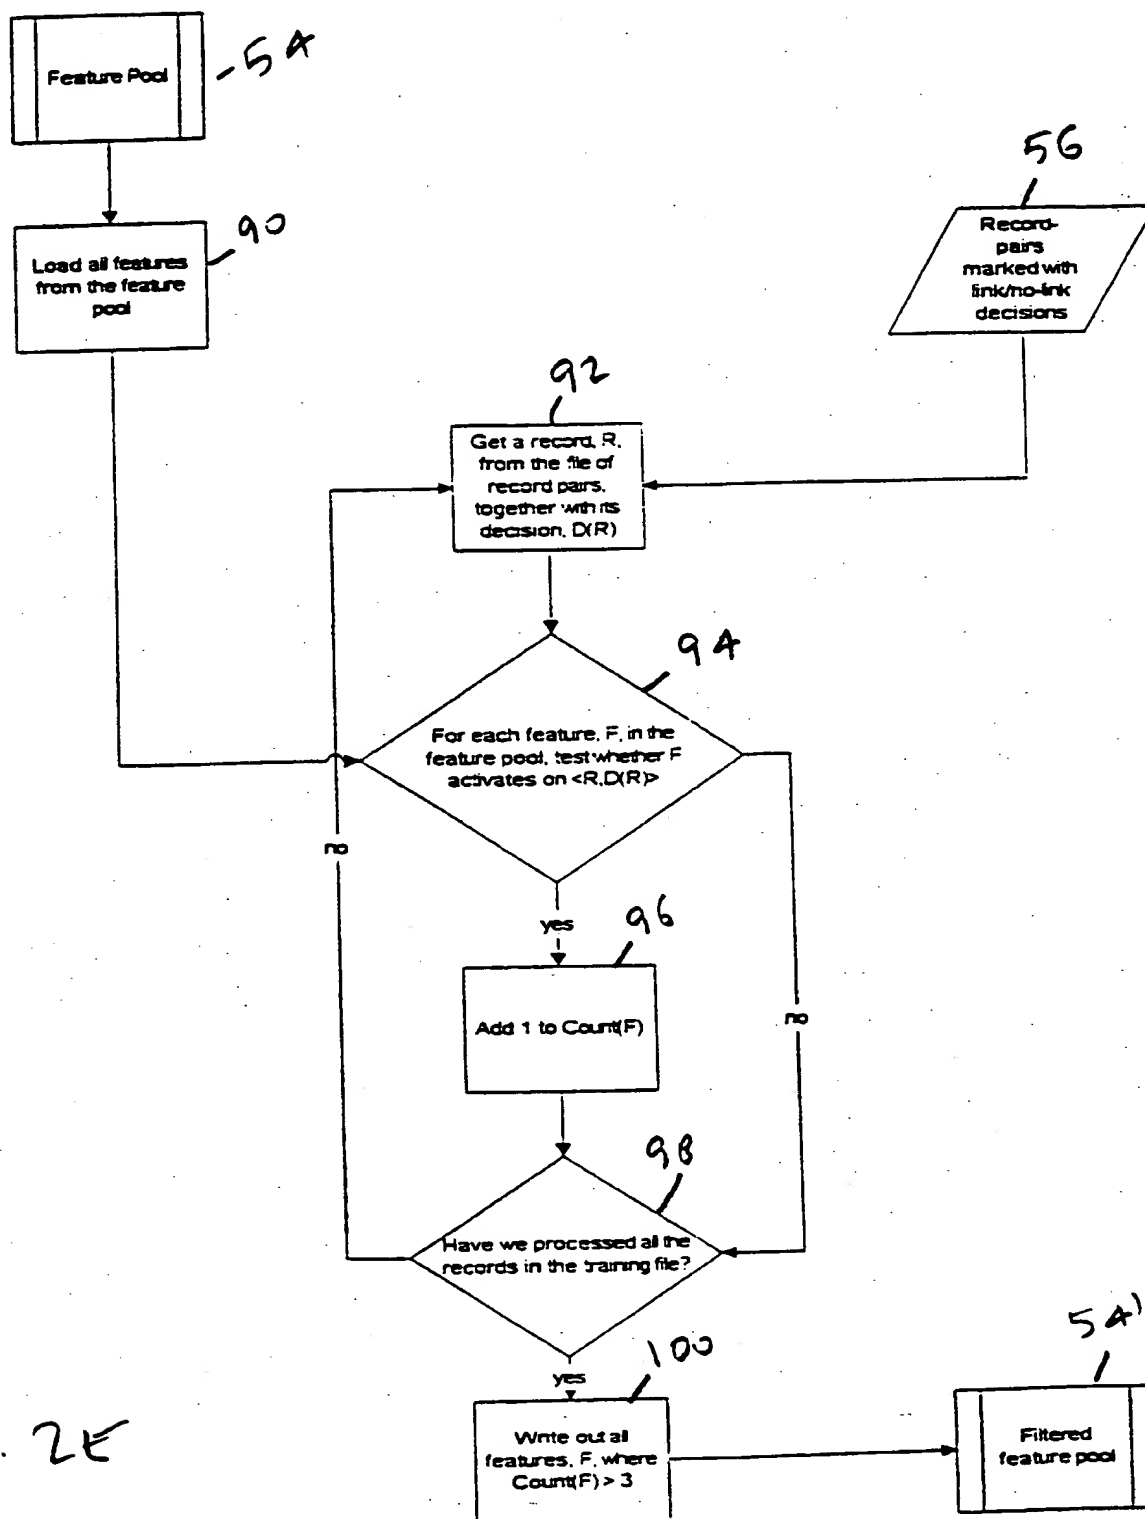 Feature Pool
-54
90
Load all features
from the feature
pool
56
Record-
pairs
marked with
link/no-link
decisions
92
Get a record, R,
from the file of
record pairs,
together with its
decision, D(R)
94
For each feature, F, in the
feature pool, test whether F
activates on <R,D(R)>
no
yes
96
Add 1 to Count(F)
no
98
Have we processed all the
records in the training file?
yes
100
Write out all
features, F, where
Count(F) > 3
54'
Filtered
feature pool
. 2E